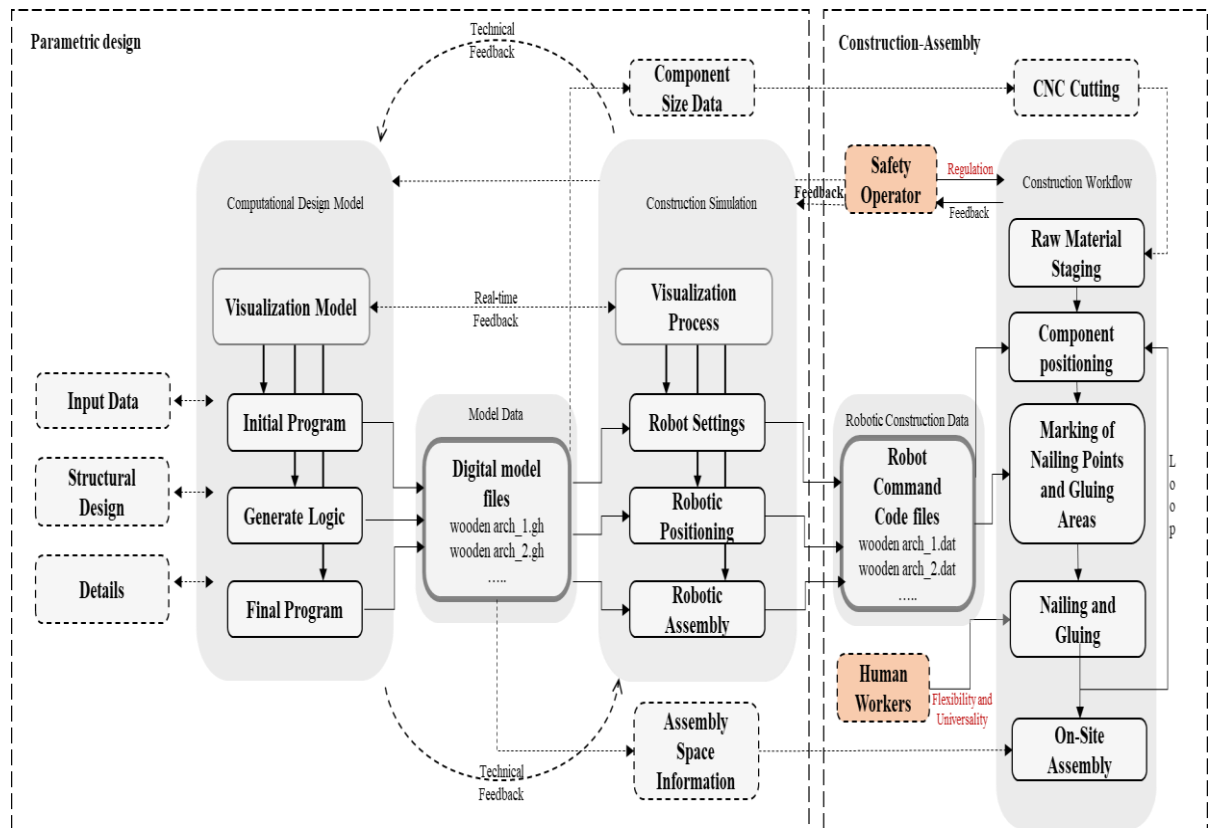 Parametric design
Technical
Feedback
Component
Size Data
Construction-Assembly
CNC Cutting
Computational Design Model
Construction Simulation
Feedback
Safety
Operator
Regulation
Feedback
Construction Workflow
Raw Material
Staging
Visualization Model
Real-time
Feedback
Visualization
Process
Component
positioning
Input Data
Initial Program
Model Data
Robot Settings
Robotic Construction Data
Structural
Design
Generate Logic
Digital model
files
wooden arch_1.gh
wooden arch_2.gh
.....
Robotic
Positioning
Robot
Command
Code files
wooden arch_1.dat
wooden arch_2.dat
.....
Marking of
Nailing Points
and Gluing
Areas
Loop
Details
Final Program
Robotic
Assembly
Nailing and
Gluing
Human
Workers
Flexibility and
Universality
Technical
Feedback
Assembly
Space
Information
On-Site
Assembly